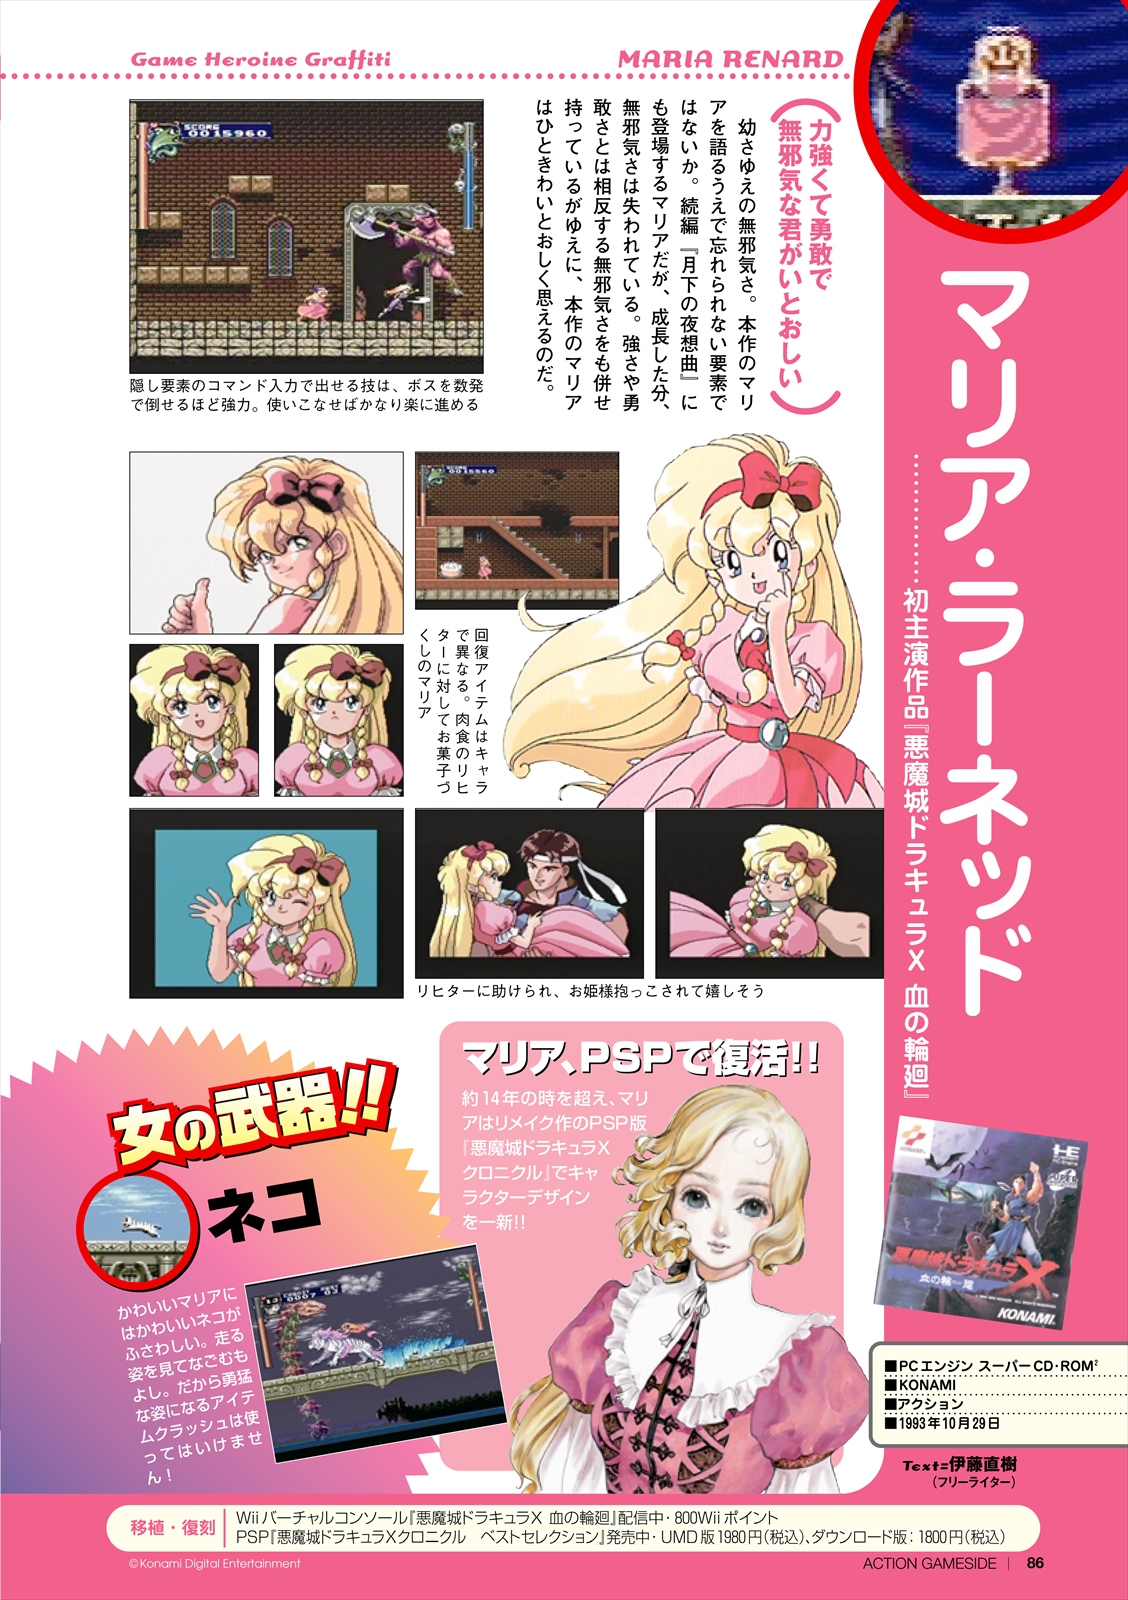 Game Heroine Graffiti
MARIA RENARD
マリア・ラーネッド
初主演作品『悪魔城ドラキュラX 血の輪廻』
力強くて勇敢で
無邪気な君がいとおしい
幼さゆえの無邪気さ。本作のマリ
アを語るうえで忘れられない要素で
はないか。続編『月下の夜想曲』に
も登場するマリアだが、成長した分、
無邪気さは失われている。強さや勇
敢さとは相反する無邪気さをも併せ
持っているがゆえに、本作のマリア
はひときわいとおしく思えるのだ。
SCORE
0015960
隠し要素のコマンド入力で出せる技は、ボスを数発
で倒せるほど強力。使いこなせばかなり楽に進める
SCORE
0015560
回復アイテムはキャラ
で異なる。肉食のリヒ
ターに対してお菓子づ
くしのマリア
リヒターに助けられ、お姫様抱っこされて嬉しそう
マリア、PSPで復活!!
約14年の時を超え、マリ
アはリメイク作のPSP版
『悪魔城ドラキュラX
クロニクル』でキャ
ラクターデザイン
を一新!!
女の武器!!
ネコ
かわいいマリアに
はかわいいネコが
ふさわしい。走る
姿を見てなごむも
よし。だから勇猛
な姿になるアイテ
ムクラッシュは使
ってはいけませ
ん!
KONAMI
HE
PC Engine
SUPER
悪魔城ドラキュラX
血の輪廻
KONAMI
■PCエンジン スーパーCD・ROM²
■KONAMI
■アクション
■1993年10月29日
Text=伊藤直樹
（フリーライター）
移植・復刻
Wiiバーチャルコンソール『悪魔城ドラキュラX 血の輪廻』配信中・800Wiiポイント
PSP『悪魔城ドラキュラXクロニクル ベストセレクション』発売中・UMD版1980円（税込）、ダウンロード版：1800円（税込）
©Konami Digital Entertainment
ACTION GAMESIDE | 86